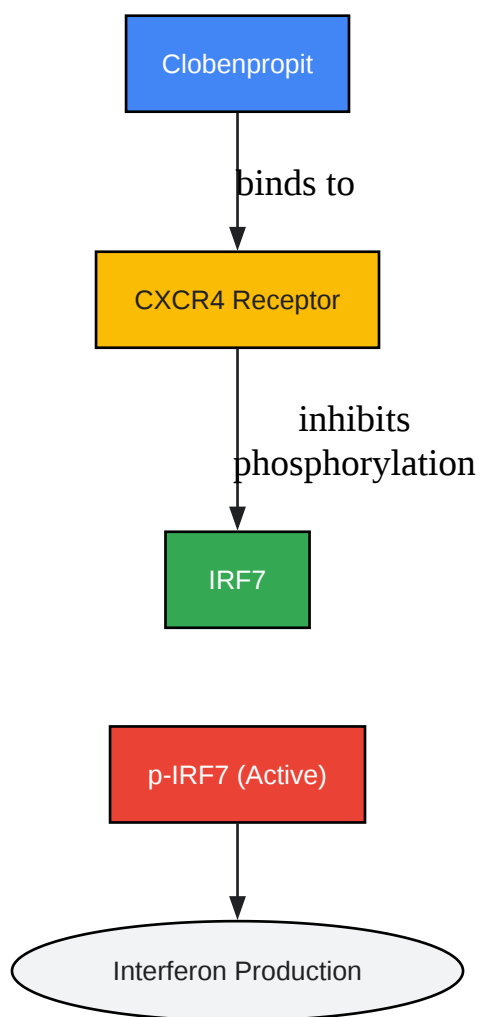 Clobenpropit
binds to
CXCR4 Receptor
inhibits
phosphorylation
IRF7
p-IRF7 (Active)
Interferon Production